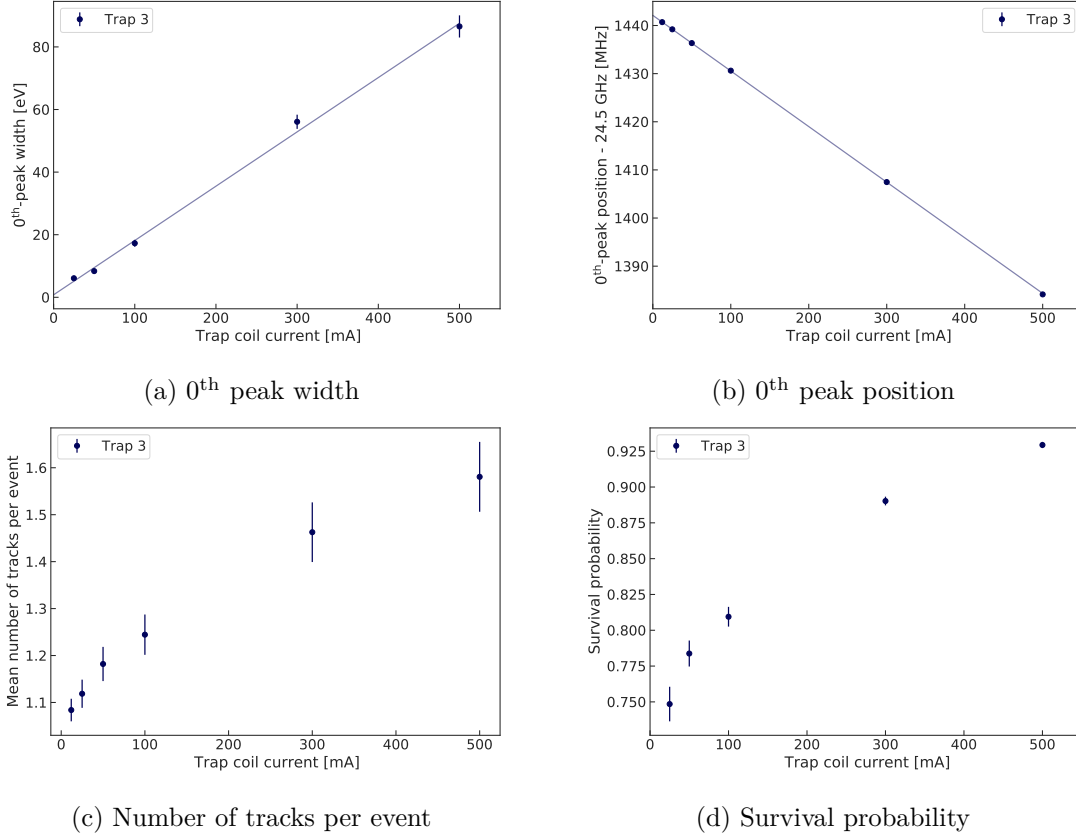 Trap 3
80
60
40
20
0
0th-peak width [eV]
0 100 200 300 400 500
Trap coil current [mA]
(a) 0th peak width
Trap 3
1440
1430
1420
1410
1400
1390
0th-peak position - 24.5 GHz [MHz]
0 100 200 300 400 500
Trap coil current [mA]
(b) 0th peak position
Trap 3
1.6
1.5
1.4
1.3
1.2
1.1
Mean number of tracks per event
0 100 200 300 400 500
Trap coil current [mA]
(c) Number of tracks per event
Trap 3
0.925
0.900
0.875
0.850
0.825
0.800
0.775
0.750
Survival probability
0 100 200 300 400 500
Trap coil current [mA]
(d) Survival probability